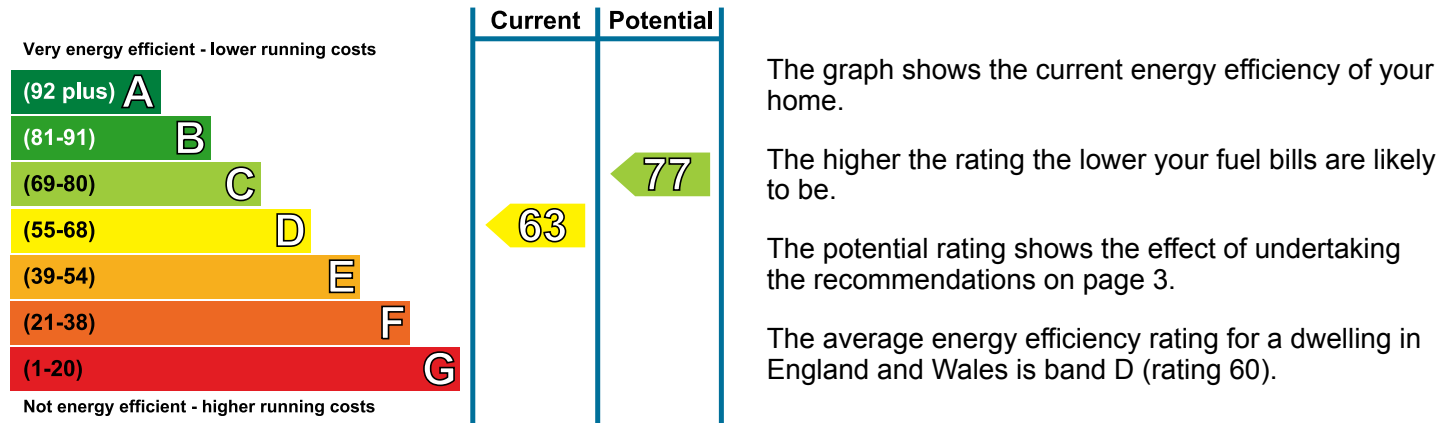 Current Potential
Very energy efficient - lower running costs
(92 plus) A
(81-91) B
(69-80) C
77
(55-68) D
63
(39-54) E
(21-38) F
(1-20) G
Not energy efficient - higher running costs
The graph shows the current energy efficiency of your
home.
The higher the rating the lower your fuel bills are likely
to be.
The potential rating shows the effect of undertaking
the recommendations on page 3.
The average energy efficiency rating for a dwelling in
England and Wales is band D (rating 60).